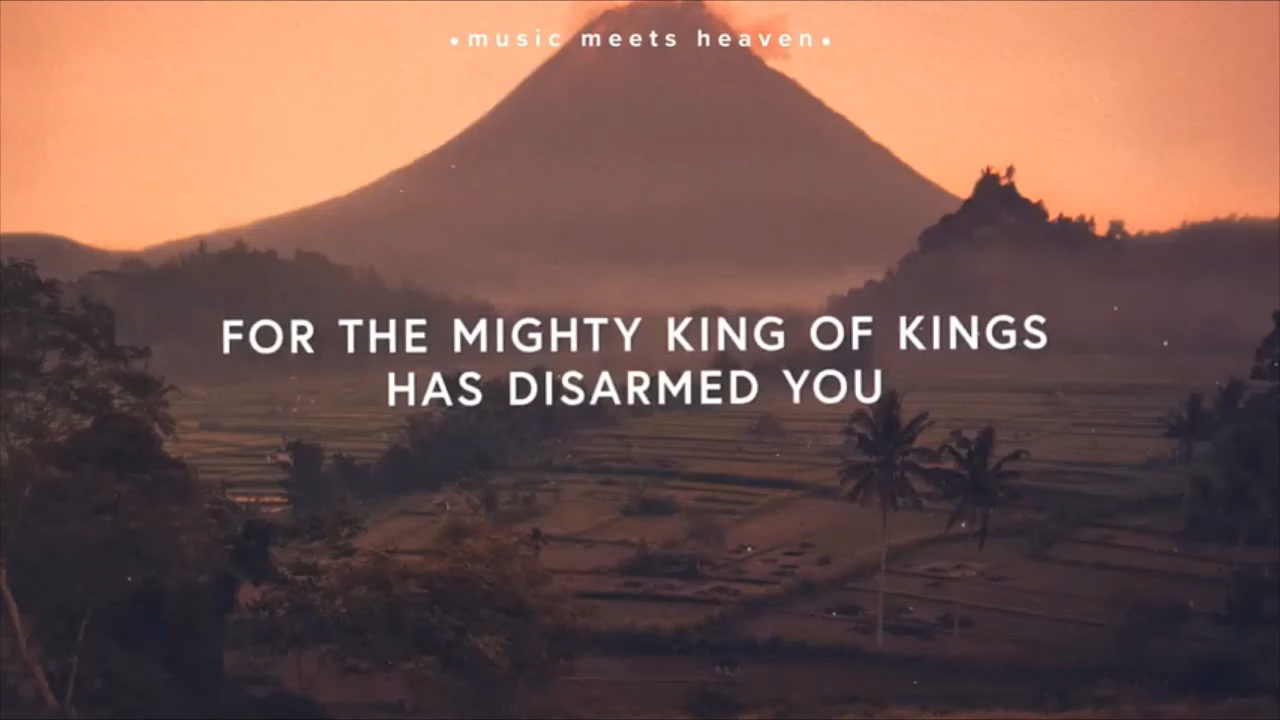 •music meets heaven•
FOR THE MIGHTY KING OF KINGS
HAS DISARMED YOU